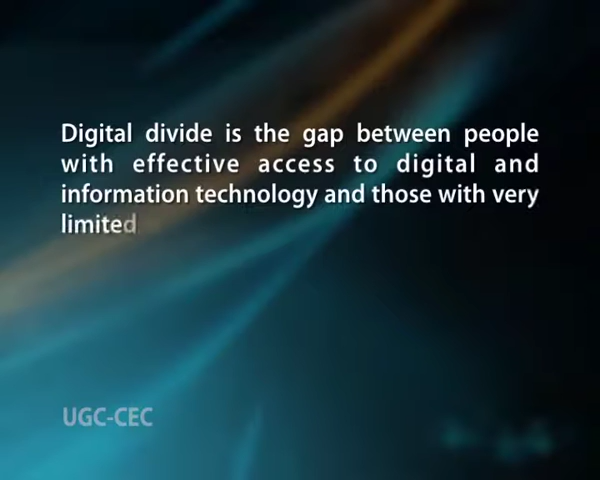 Digital divide is the gap between people
with effective access to digital and
information technology and those with very
limited
UGC-CEC